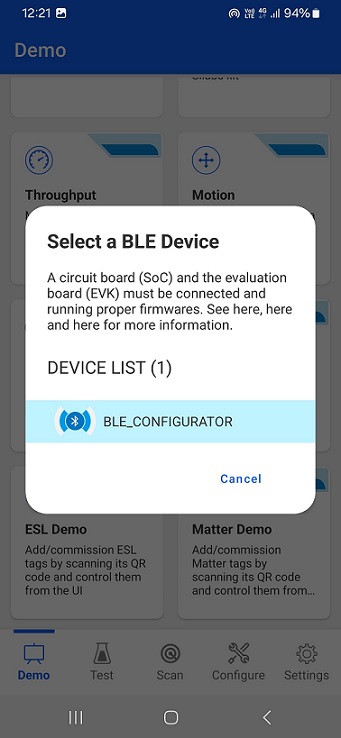 12:21
Vo)) LTE 4G 94%
Demo
Throughput
Motion
Select a BLE Device
A circuit board (SoC) and the evaluation
board (EVK) must be connected and
running proper firmwares. See here, here
and here for more information.
DEVICE LIST (1)
BLE_CONFIGURATOR
Cancel
ESL Demo
Matter Demo
Add/commission ESL
tags by scanning its QR
code and control them
from the UI
Add/commission
Matter tags by
scanning its QR code
and control them from...
Demo
Test
Scan
Configure
Settings